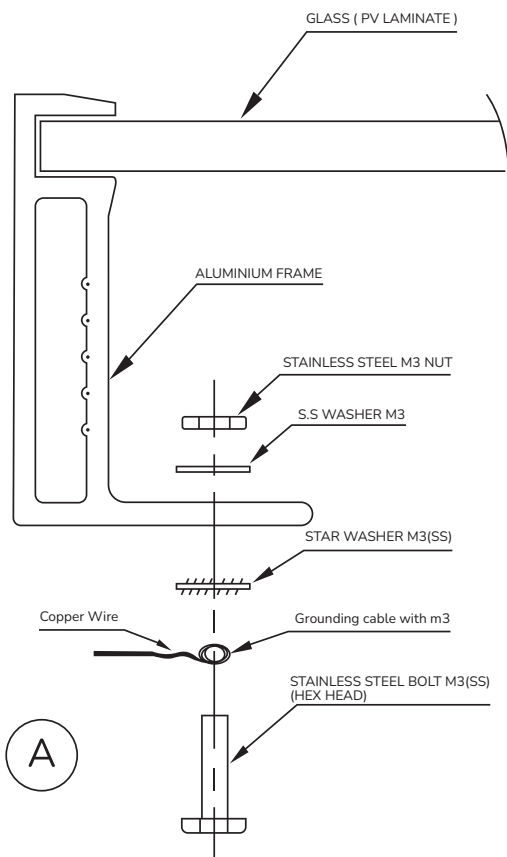 GLASS ( PV LAMINATE )
ALUMINIUM FRAME
STAINLESS STEEL M3 NUT
S.S WASHER M3
STAR WASHER M3(SS)
Copper Wire
Grounding cable with m3
STAINLESS STEEL BOLT M3(SS)
(HEX HEAD)
A